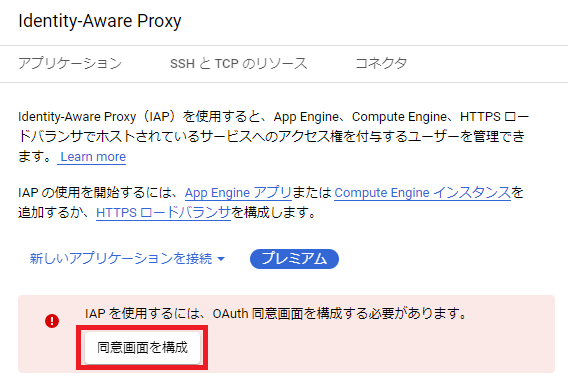 Identity-Aware Proxy
アプリケーション SSH と TCP のリソース コネクタ
Identity-Aware Proxy（IAP）を使用すると、App Engine、Compute Engine、HTTPS ロー
ドバランサでホストされているサービスへのアクセス権を付与するユーザーを管理でき
ます。 Learn more
IAP の使用を開始するには、App Engine アプリまたは Compute Engine インスタンスを
追加するか、HTTPS ロードバランサを構成します。
新しいアプリケーションを接続 プレミアム
IAP を使用するには、OAuth 同意画面を構成する必要があります。
同意画面を構成